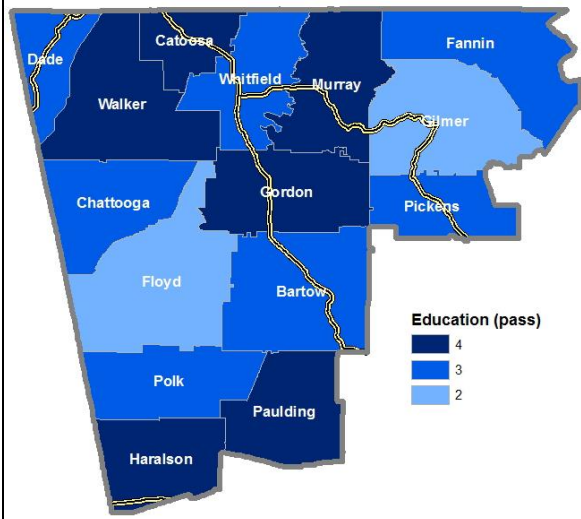 Catoosa
Fannin
Dade
Whitfield
Murray
Walker
Gilmer
Gordon
Chattooga
Pickens
Floyd
Bartow
Education (pass)
4
3
2
Polk
Paulding
Haralson